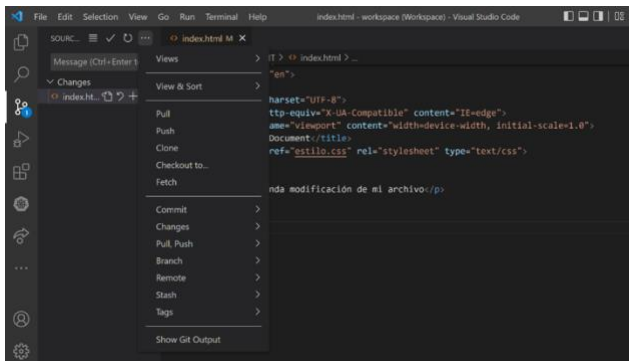 File Edit Selection View Go Run Terminal Help index.html - workspace (Workspace) - Visual Studio Code
SOURC... ... index.html M
Message (Ctrl+Enter t
Views
IT > index.html > ...
"en">
Changes
View & Sort
index.ht...
harset="UTF-8">
Pull
ttp-equiv="X-UA-Compatible" content="IE=edge">
Push
ame="viewport" content="width=device-width, initial-scale=1.0">
Clone
Document</title>
Checkout to...
ref="estilo.css" rel="stylesheet" type="text/css">
Fetch
nda modificación de mi archivo</p>
Commit
Changes
Pull, Push
Branch
Remote
Stash
Tags
Show Git Output